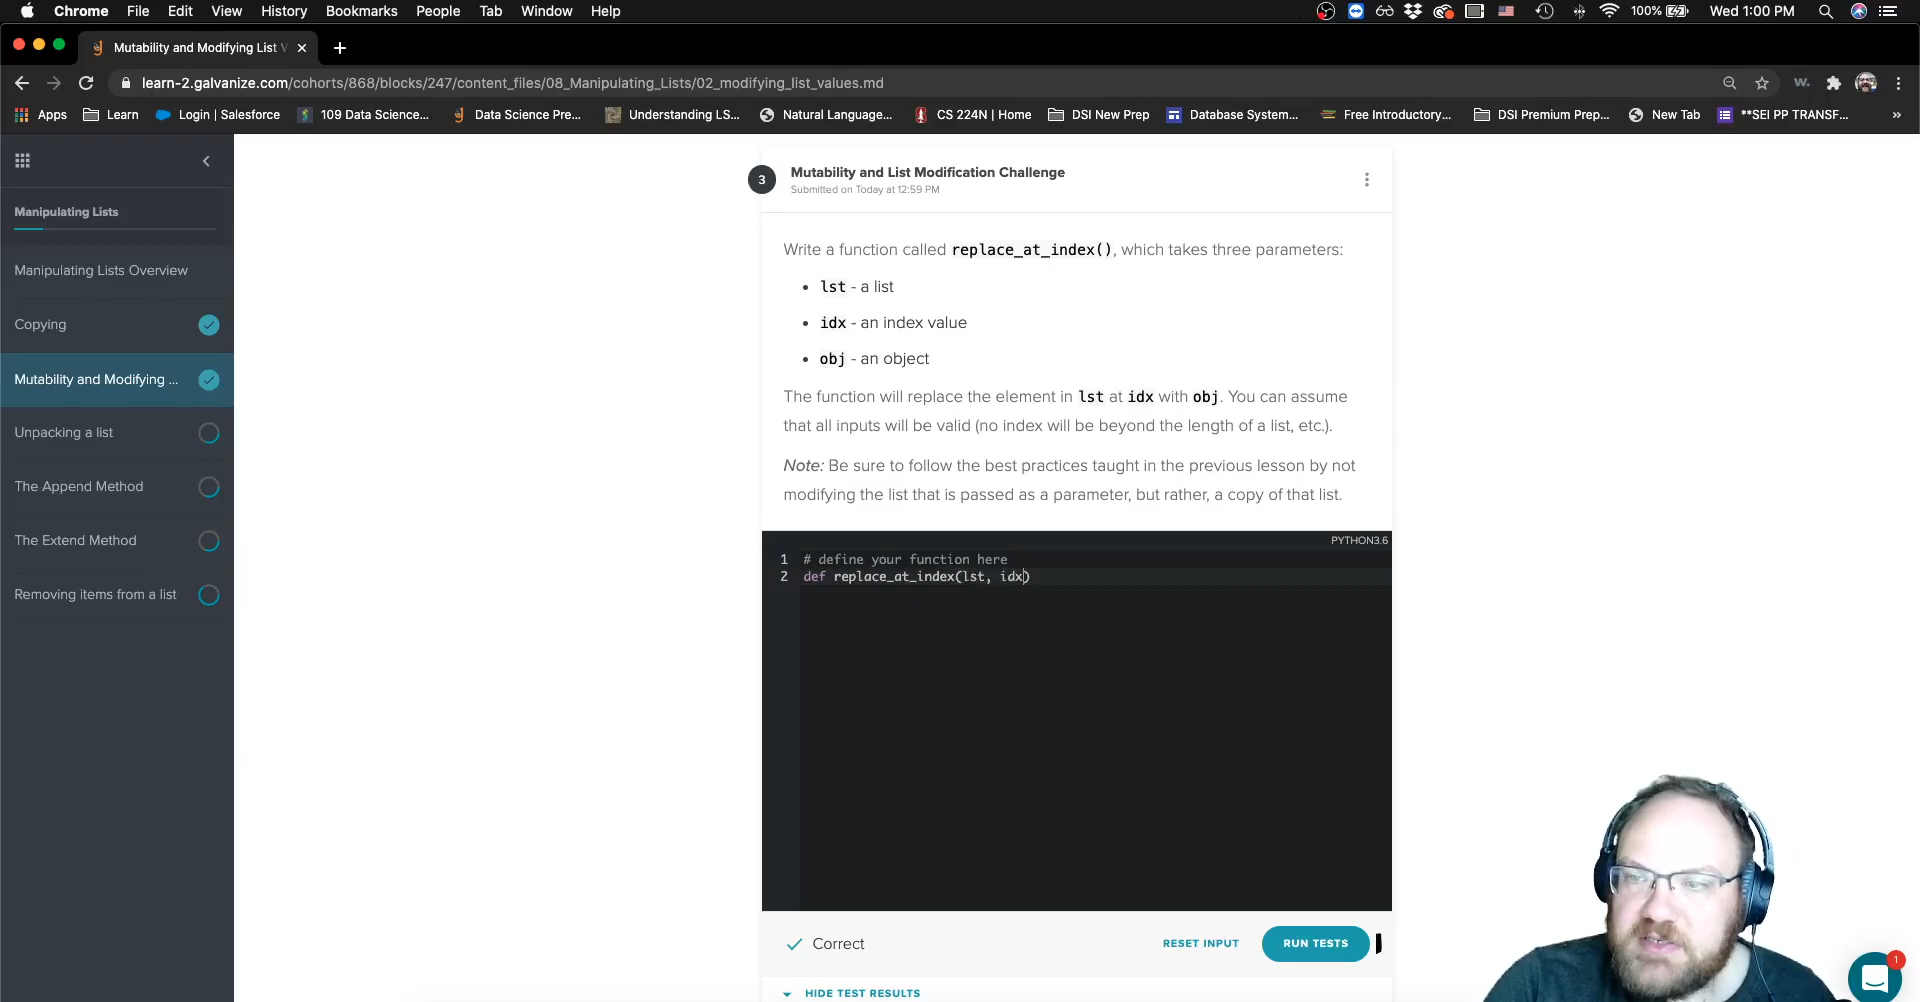 Chrome File Edit View History Bookmarks People Tab Window Help 100% Wed 1:00 PM
Mutability and Modifying List V
learn-2.galvanize.com/cohorts/868/blocks/247/content_files/08_Manipulating_Lists/02_modifying_list_values.md
Apps Learn Login | Salesforce 109 Data Science... Data Science Pre... Understanding LS... Natural Language... CS 224N | Home DSI New Prep Database System... Free Introductory... DSI Premium Prep... New Tab **SEI PP TRANSF... »
Manipulating Lists
Manipulating Lists Overview
Copying
Mutability and Modifying ...
Unpacking a list
The Append Method
The Extend Method
Removing items from a list
3 Mutability and List Modification Challenge
Submitted on Today at 12:59 PM
Write a function called replace_at_index(), which takes three parameters:
• lst - a list
• idx - an index value
• obj - an object
The function will replace the element in lst at idx with obj. You can assume
that all inputs will be valid (no index will be beyond the length of a list, etc.).
Note: Be sure to follow the best practices taught in the previous lesson by not
modifying the list that is passed as a parameter, but rather, a copy of that list.
PYTHON3.6
1 # define your function here
2 def replace_at_index(lst, idx)
Correct RESET INPUT RUN TESTS
HIDE TEST RESULTS
1